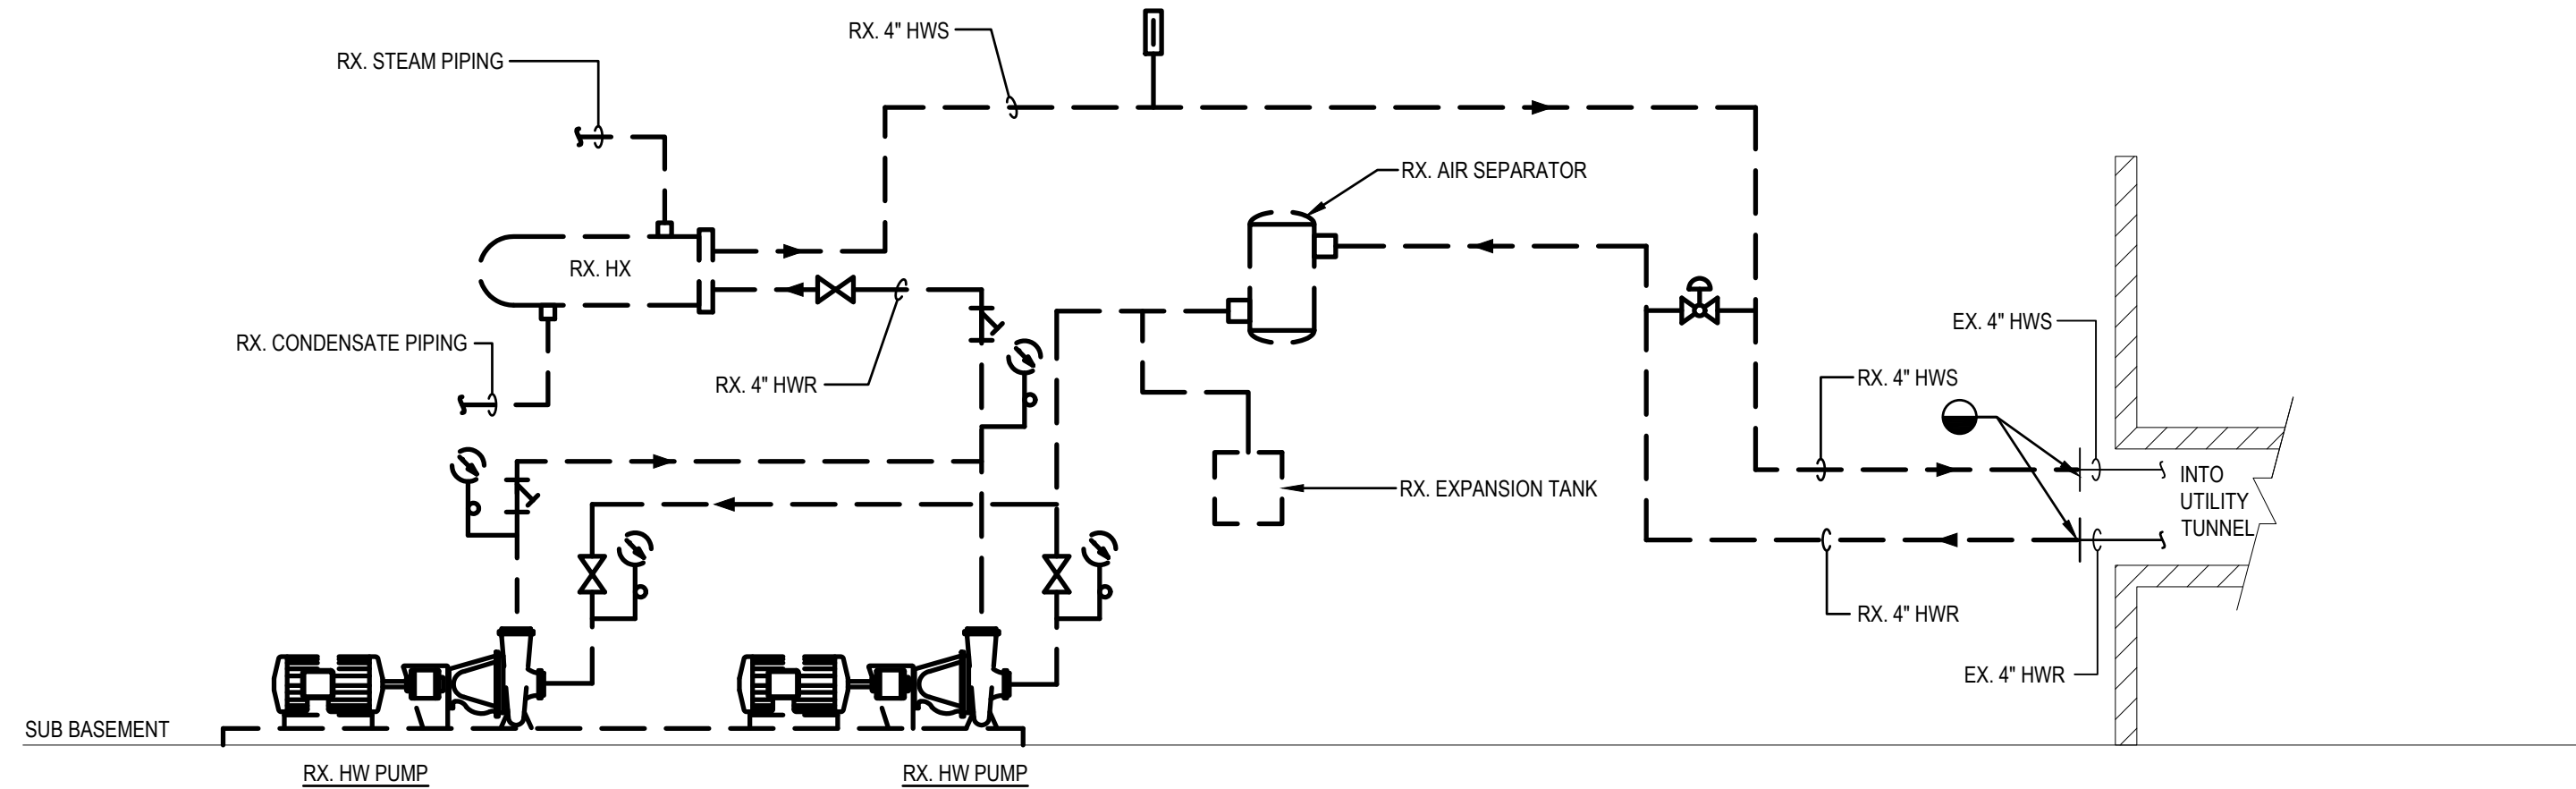 RX. 4" HWS
RX. STEAM PIPING
RX. AIR SEPARATOR
RX. HX
EX. 4" HWS
RX. CONDENSATE PIPING
RX. 4" HWR
RX. 4" HWS
INTO
UTILITY
TUNNEL
RX. EXPANSION TANK
RX. 4" HWR
EX. 4" HWR
SUB BASEMENT
RX. HW PUMP
RX. HW PUMP